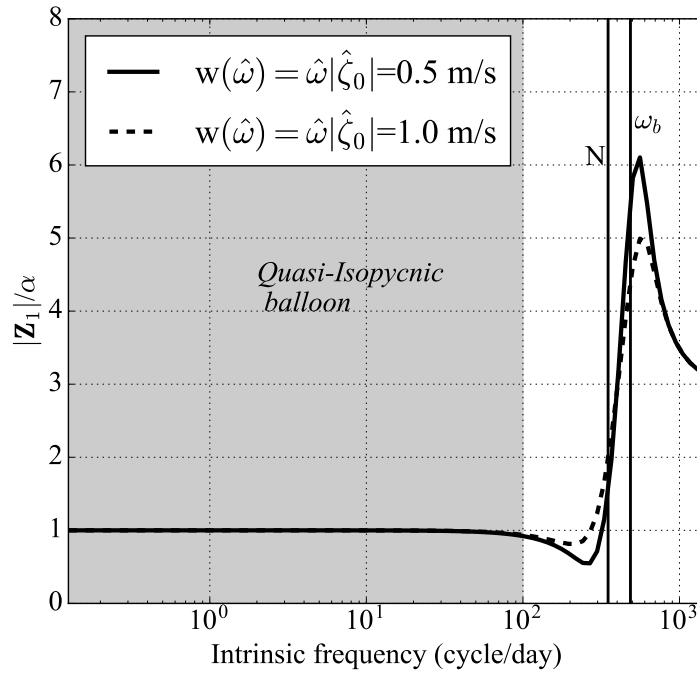 8
7
6
5
4
3
2
1
0
|Z₁|/α
w(ω̂) = ω̂|ζ̂₀|=0.5 m/s
w(ω̂) = ω̂|ζ̂₀|=1.0 m/s
ω_b
N
Quasi-Isopycnic
balloon
10⁰ 10¹ 10² 10³
Intrinsic frequency (cycle/day)